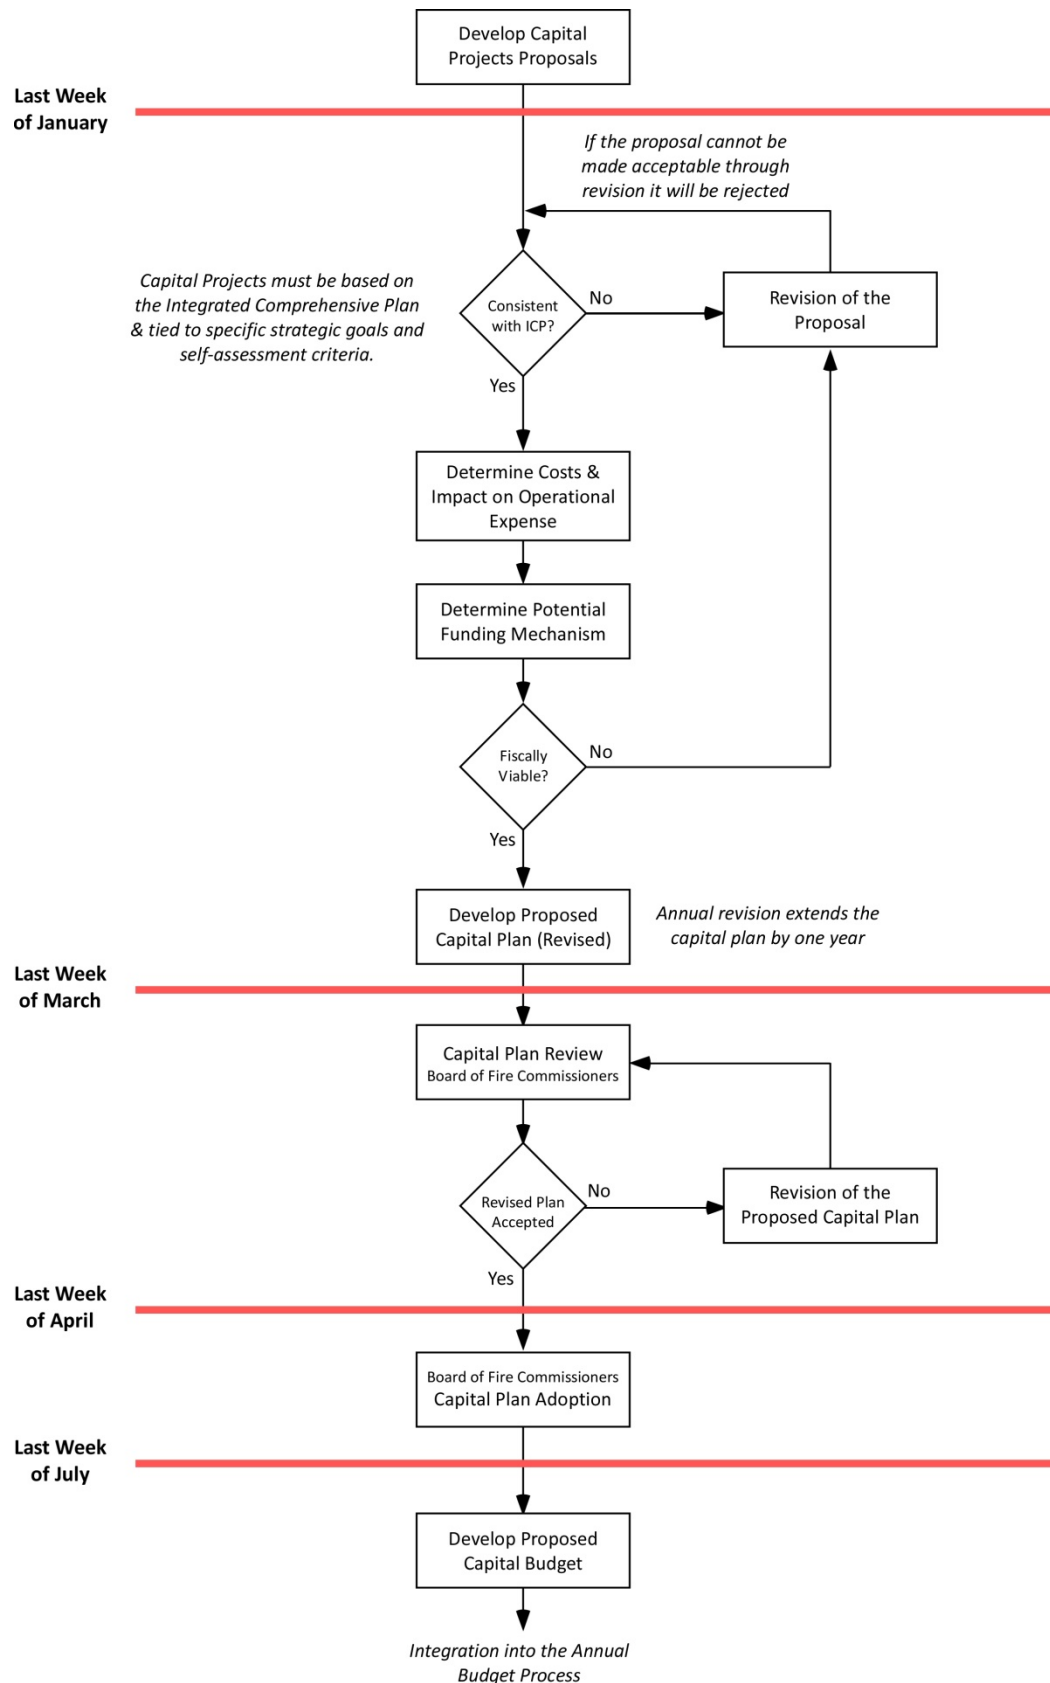 Develop Capital
Projects Proposals
Last Week
of January
If the proposal cannot be
made acceptable through
revision it will be rejected
Capital Projects must be based on
the Integrated Comprehensive Plan
& tied to specific strategic goals and
self-assessment criteria.
Consistent
with ICP?
No
Revision of the
Proposal
Yes
Determine Costs &
Impact on Operational
Expense
Determine Potential
Funding Mechanism
Fiscally
Viable?
No
Yes
Develop Proposed
Capital Plan (Revised)
Annual revision extends the
capital plan by one year
Last Week
of March
Capital Plan Review
Board of Fire Commissioners
Revised Plan
Accepted
No
Revision of the
Proposed Capital Plan
Yes
Last Week
of April
Board of Fire Commissioners
Capital Plan Adoption
Last Week
of July
Develop Proposed
Capital Budget
Integration into the Annual
Budget Process